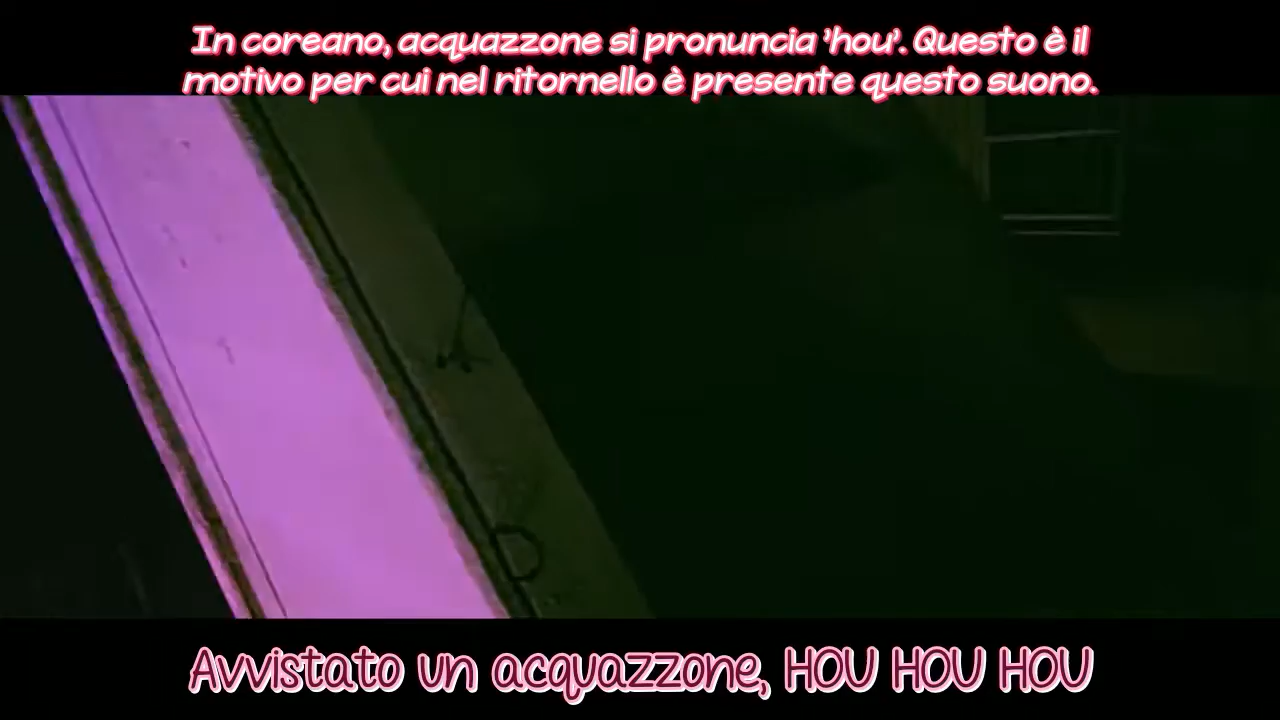 In coreano, acquazzone si pronuncia 'hou'. Questo è il
motivo per cui nel ritornello è presente questo suono.
Avvistato un acquazzone, HOU HOU HOU